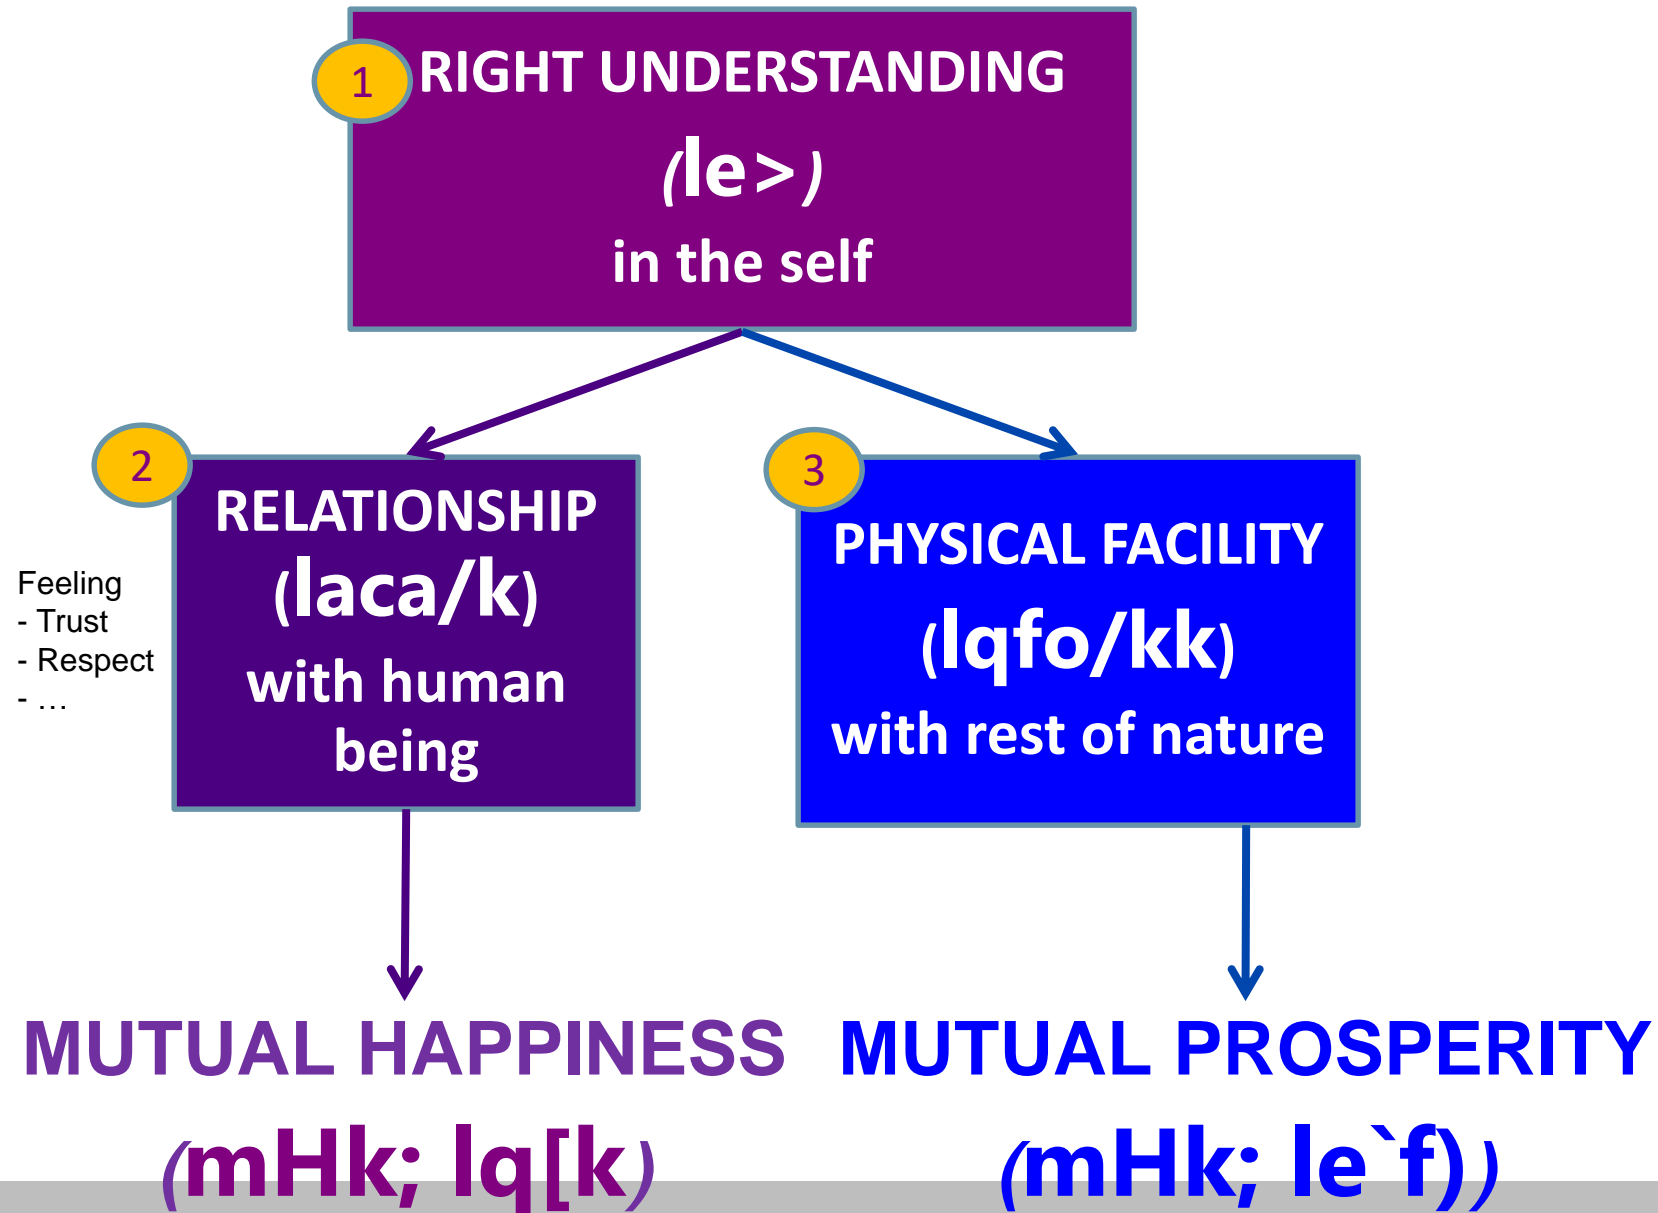 1
RIGHT UNDERSTANDING
(le>)
in the self
2
RELATIONSHIP
(laca/k)
with human
being
Feeling
- Trust
- Respect
- …
3
PHYSICAL FACILITY
(lqfo/kk)
with rest of nature
MUTUAL HAPPINESS
(mHk; lq[k)
MUTUAL PROSPERITY
(mHk; le`f))